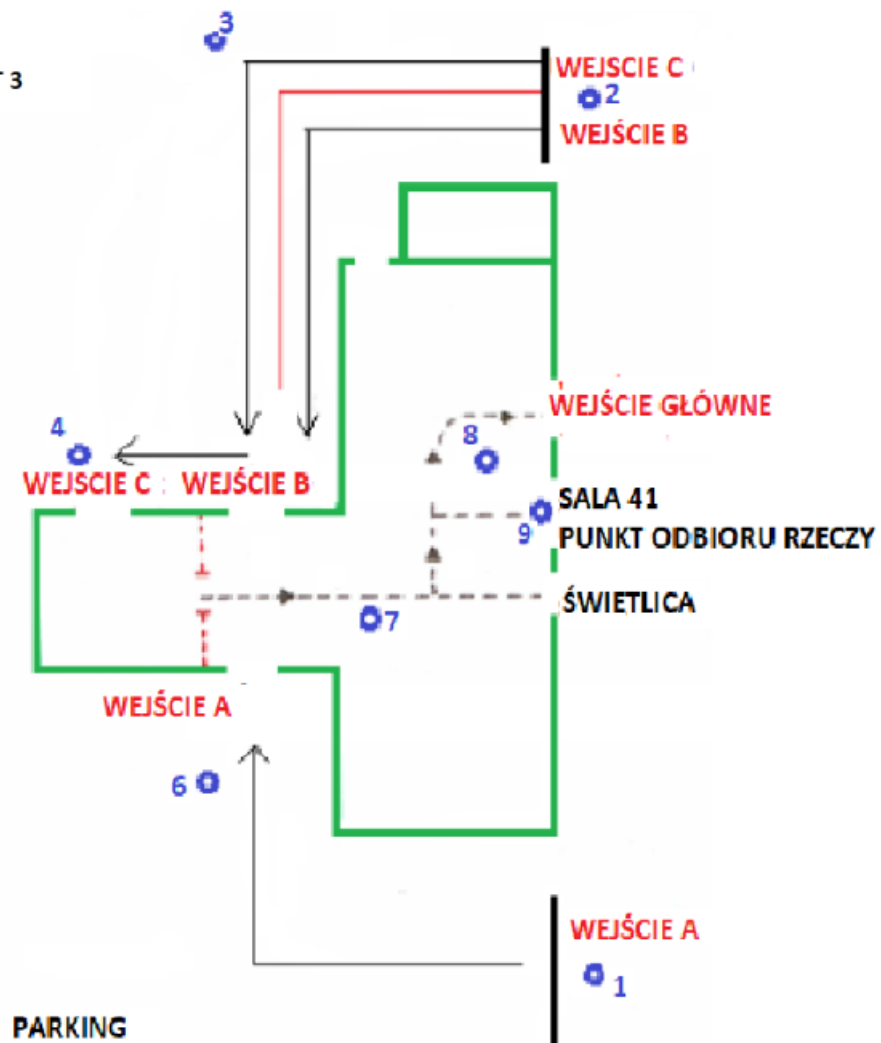 3
T 3
WEJSCIE C
2
WEJŚCIE B
WEJŚCIE GŁÓWNE
4
8
WEJSCIE C : WEJŚCIE B
SALA 41
9
PUNKT ODBIORU RZECZY
ŚWIETLICA
7
WEJŚCIE A
6
WEJŚCIE A
1
PARKING